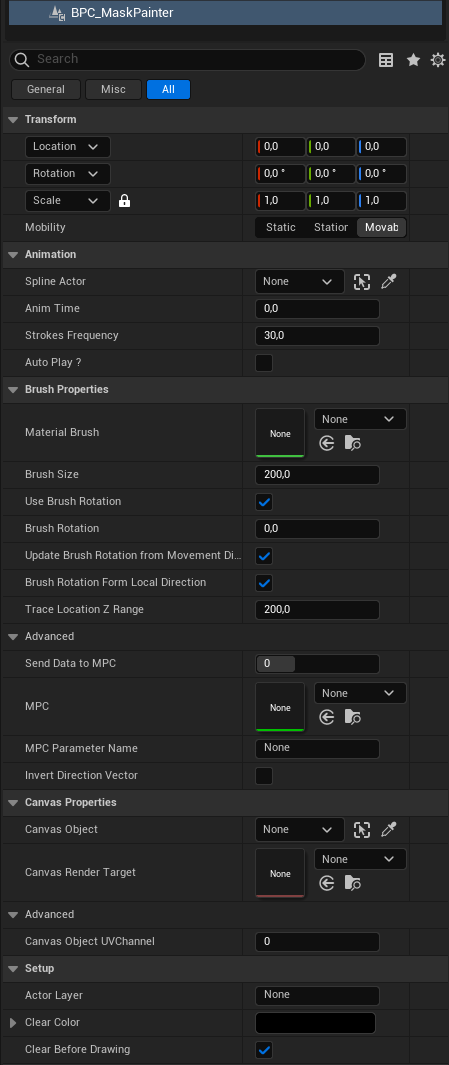 BPC_MaskPainter
Search
General Misc All
Transform
Location 0,0 0,0 0,0
Rotation 0,0 ° 0,0 ° 0,0 °
Scale 1,0 1,0 1,0
Mobility Static Station Movab
Animation
Spline Actor None
Anim Time 0,0
Strokes Frequency 30,0
Auto Play ?
Brush Properties
Material Brush None None
Brush Size 200,0
Use Brush Rotation
Brush Rotation 0,0
Update Brush Rotation from Movement Di...
Brush Rotation Form Local Direction
Trace Location Z Range 200,0
Advanced
Send Data to MPC 0
MPC None None
MPC Parameter Name None
Invert Direction Vector
Canvas Properties
Canvas Object None
Canvas Render Target None None
Advanced
Canvas Object UVChannel 0
Setup
Actor Layer None
Clear Color
Clear Before Drawing